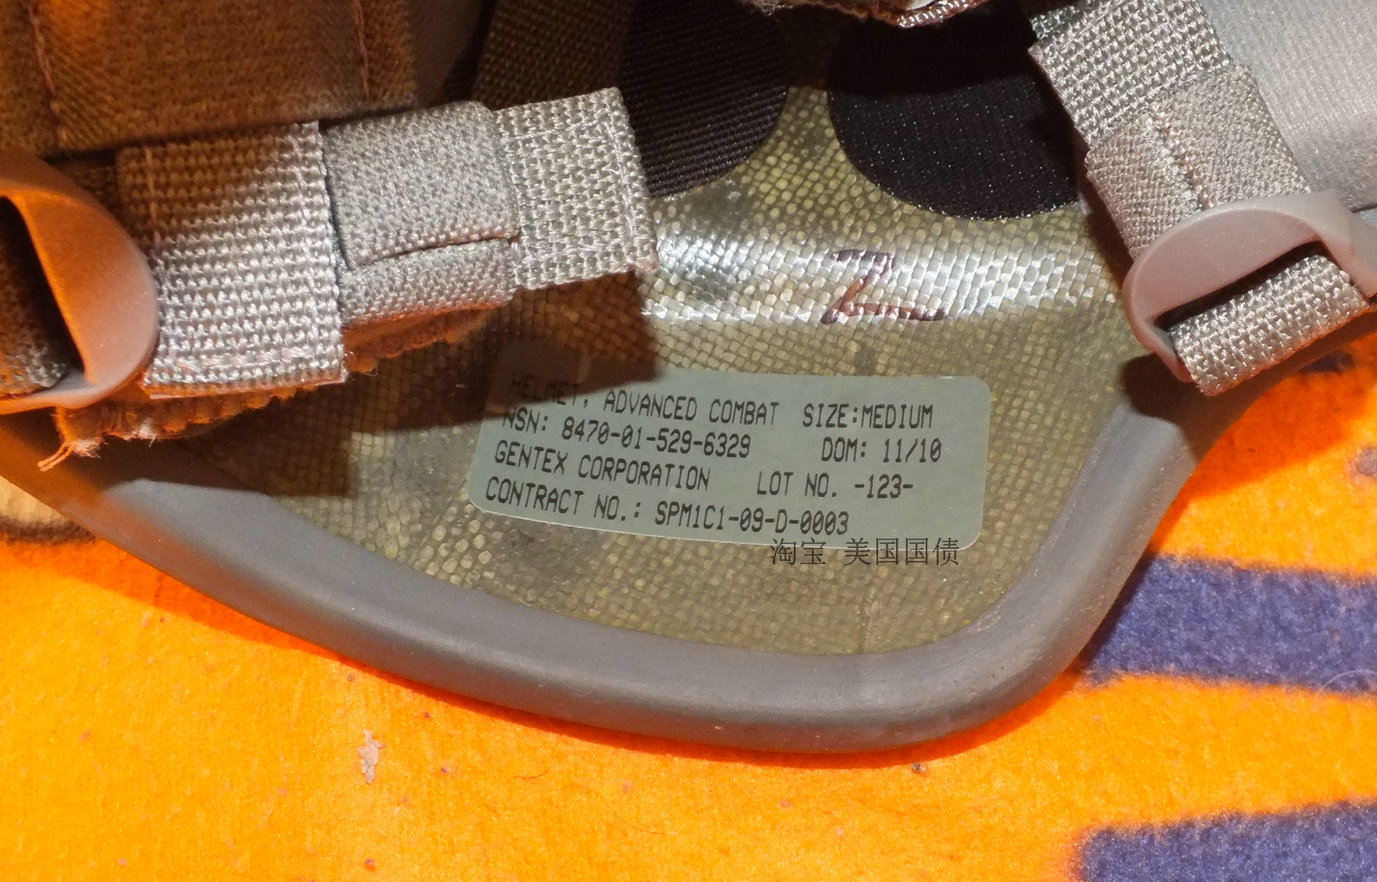 Z
HELMET, ADVANCED COMBAT SIZE:MEDIUM
NSN: 8470-01-529-6329 DOM: 11/10
GENTEX CORPORATION LOT NO. -123-
CONTRACT NO.: SPM1C1-09-D-0003
淘宝 美国国债